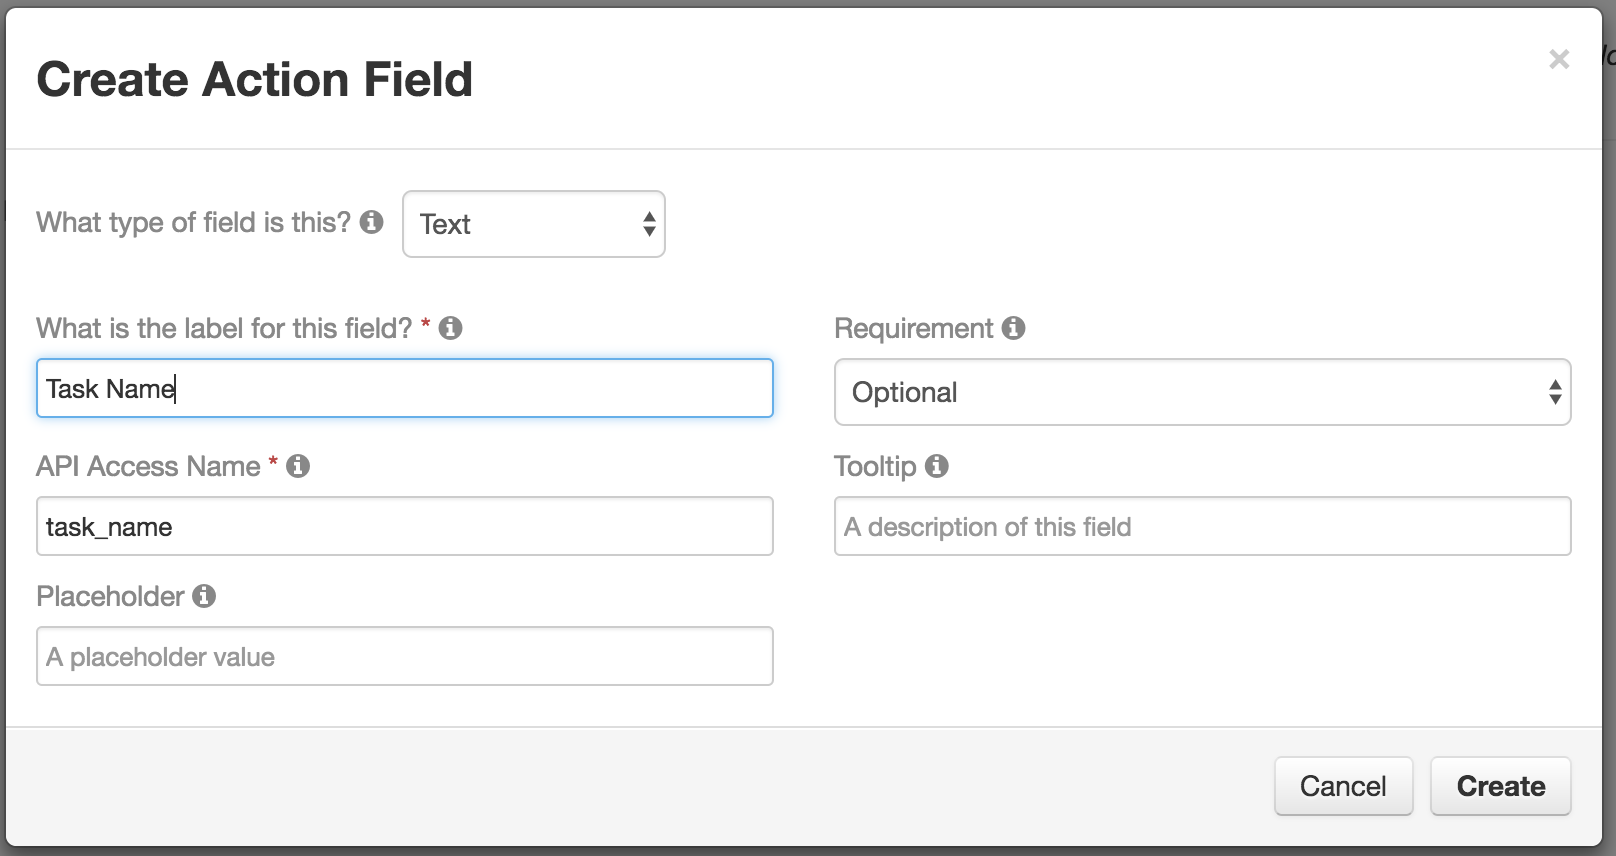 Create Action Field
×
What type of field is this?
Text
What is the label for this field? *
Requirement
Task Name
Optional
API Access Name *
Tooltip
task_name
A description of this field
Placeholder
A placeholder value
Cancel
Create